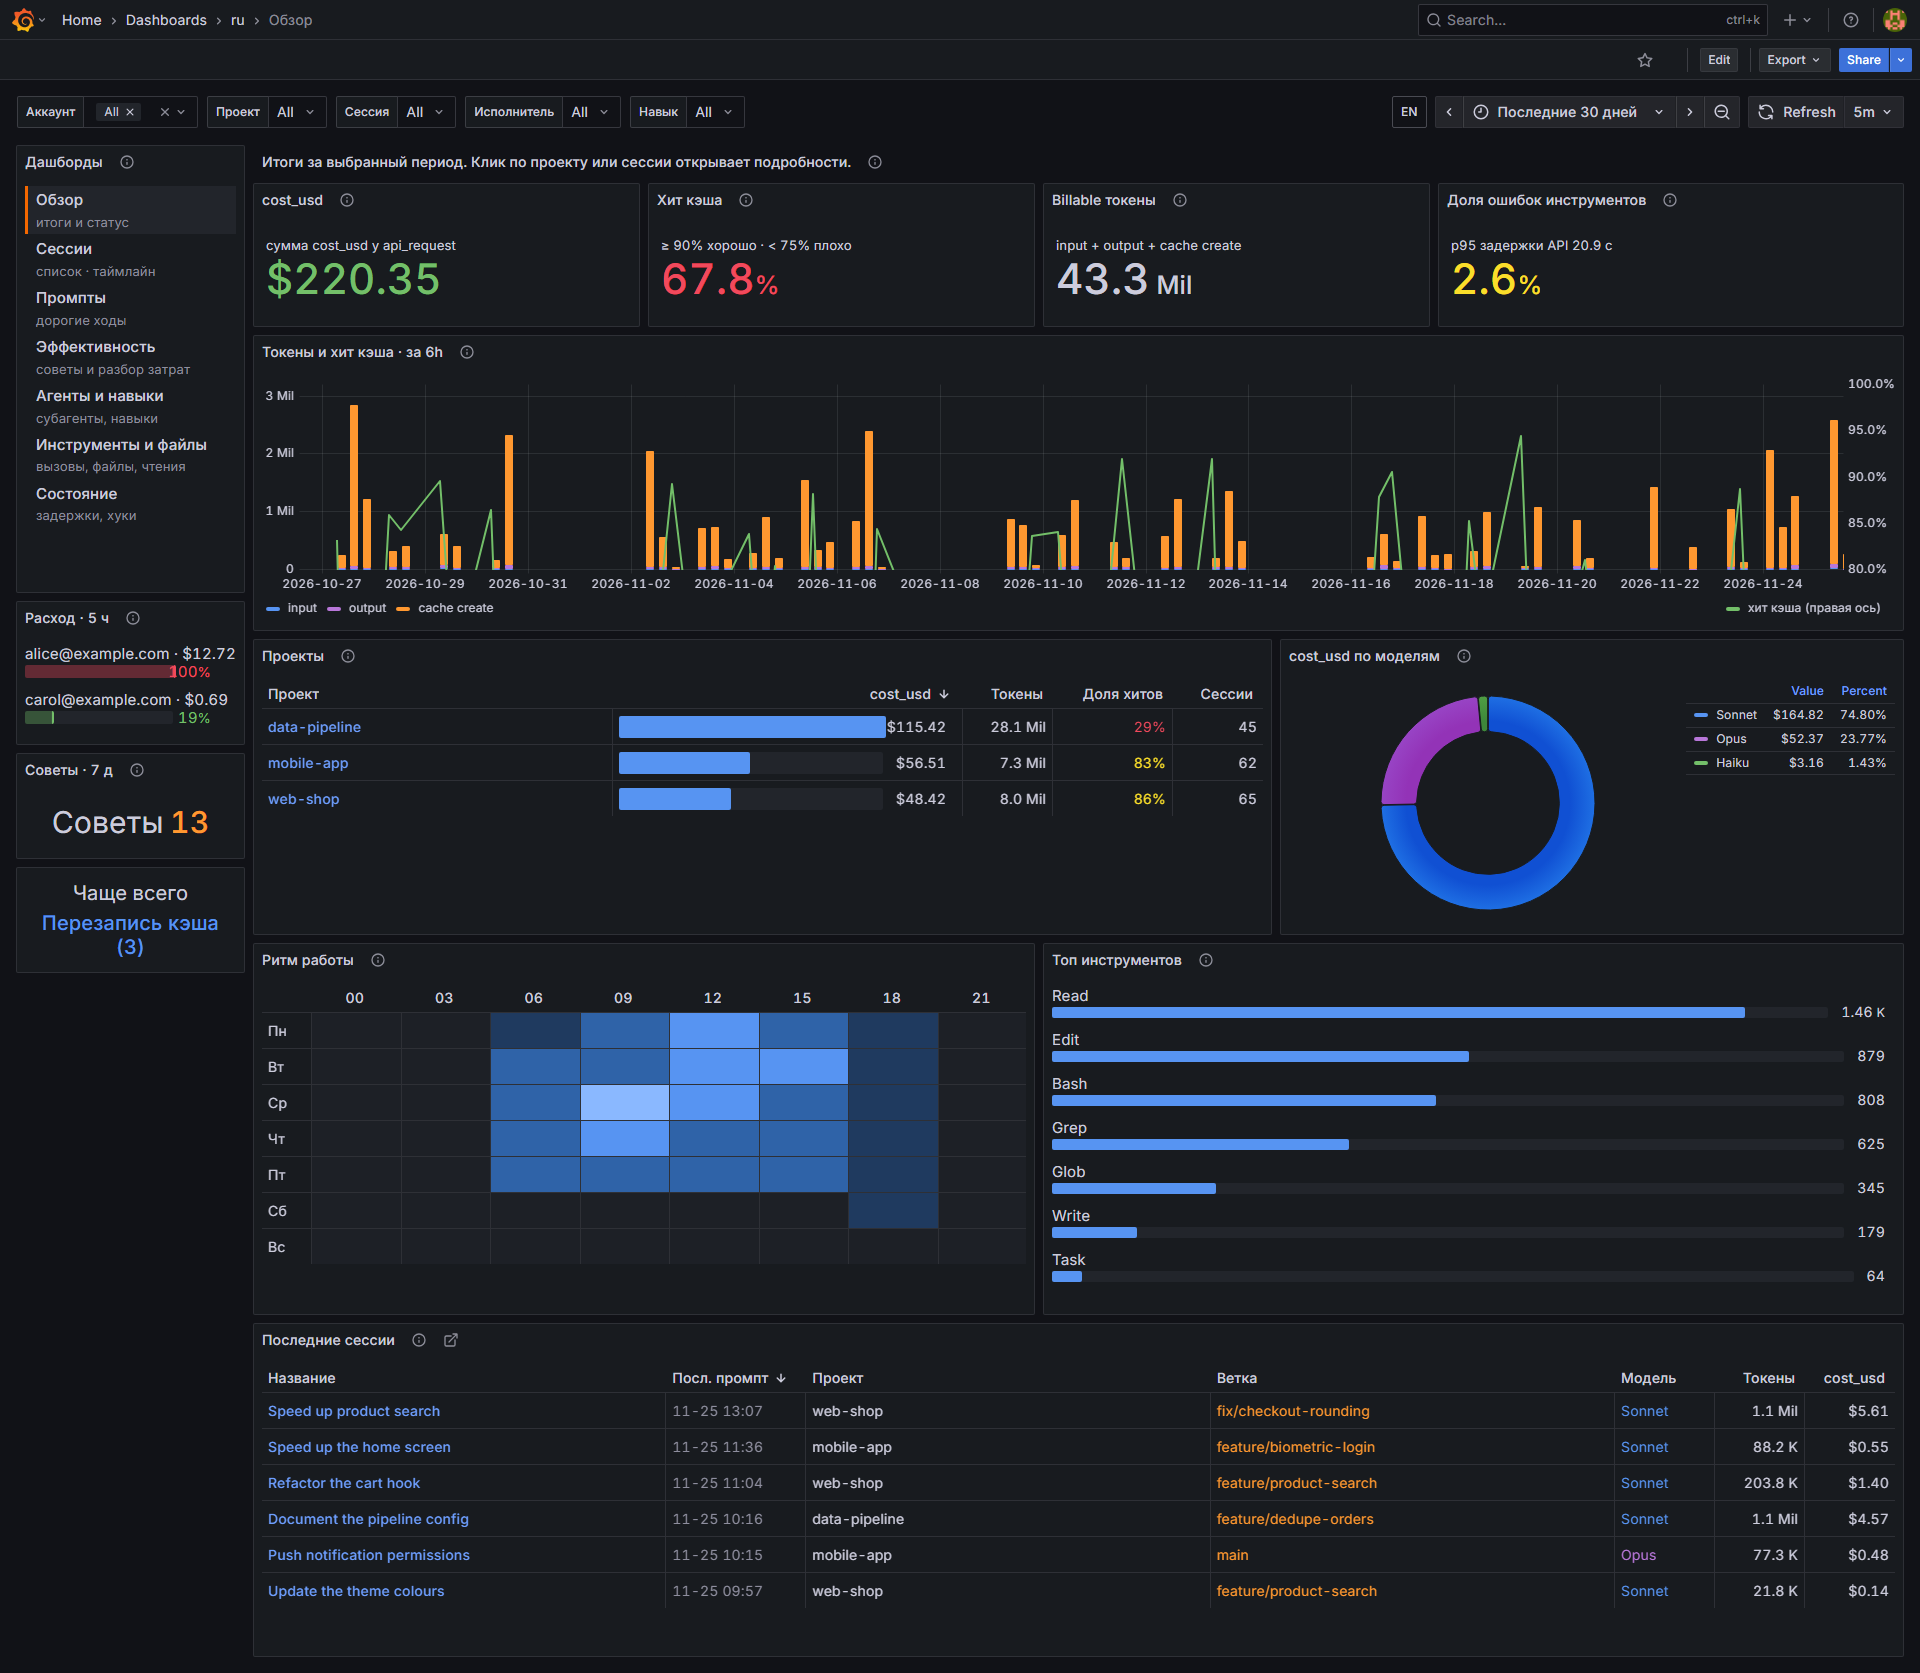 Home › Dashboards › ru › Обзор
Search...
ctrl+k
Edit
Export
Share
Аккаунт
All
Проект
All
Сессия
All
Исполнитель
All
Навык
All
EN
Последние 30 дней
Refresh
5m
Дашборды
Обзор
итоги и статус
Сессии
список · таймлайн
Промпты
дорогие ходы
Эффективность
советы и разбор затрат
Агенты и навыки
субагенты, навыки
Инструменты и файлы
вызовы, файлы, чтения
Состояние
задержки, хуки
Расход · 5 ч
alice@example.com · $12.72
100%
carol@example.com · $0.69
19%
Советы · 7 д
Советы 13
Чаще всего
Перезапись кэша
(3)
Итоги за выбранный период. Клик по проекту или сессии открывает подробности.
cost_usd
сумма cost_usd у api_request
$220.35
Хит кэша
≥ 90% хорошо · < 75% плохо
67.8%
Billable токены
input + output + cache create
43.3 Mil
Доля ошибок инструментов
p95 задержки API 20.9 с
2.6%
Токены и хит кэша · за 6h
3 Mil
2 Mil
1 Mil
0
100.0%
95.0%
90.0%
85.0%
80.0%
2026-10-27 2026-10-29 2026-10-31 2026-11-02 2026-11-04 2026-11-06 2026-11-08 2026-11-10 2026-11-12 2026-11-14 2026-11-16 2026-11-18 2026-11-20 2026-11-22 2026-11-24
input output cache create
хит кэша (правая ось)
Проекты
Проект cost_usd Токены Доля хитов Сессии
data-pipeline $115.42 28.1 Mil 29% 45
mobile-app $56.51 7.3 Mil 83% 62
web-shop $48.42 8.0 Mil 86% 65
cost_usd по моделям
Value Percent
Sonnet $164.82 74.80%
Opus $52.37 23.77%
Haiku $3.16 1.43%
Ритм работы
00 03 06 09 12 15 18 21
Пн
Вт
Ср
Чт
Пт
Сб
Вс
Топ инструментов
Read
1.46 K
Edit
879
Bash
808
Grep
625
Glob
345
Write
179
Task
64
Последние сессии
Название Посл. промпт Проект Ветка Модель Токены cost_usd
Speed up product search 11-25 13:07 web-shop fix/checkout-rounding Sonnet 1.1 Mil $5.61
Speed up the home screen 11-25 11:36 mobile-app feature/biometric-login Sonnet 88.2 K $0.55
Refactor the cart hook 11-25 11:04 web-shop feature/product-search Sonnet 203.8 K $1.40
Document the pipeline config 11-25 10:16 data-pipeline feature/dedupe-orders Sonnet 1.1 Mil $4.57
Push notification permissions 11-25 10:15 mobile-app main Opus 77.3 K $0.48
Update the theme colours 11-25 09:57 web-shop feature/product-search Sonnet 21.8 K $0.14